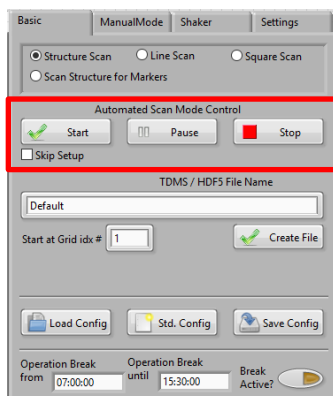 Basic ManualMode Shaker Settings
Structure Scan Line Scan Square Scan
Scan Structure for Markers
Automated Scan Mode Control
Start Pause Stop
Skip Setup
TDMS / HDF5 File Name
Default
Start at Grid idx # 1 Create File
Load Config Std. Config Save Config
Operation Break from 07:00:00
Operation Break until 15:30:00
Break Active?